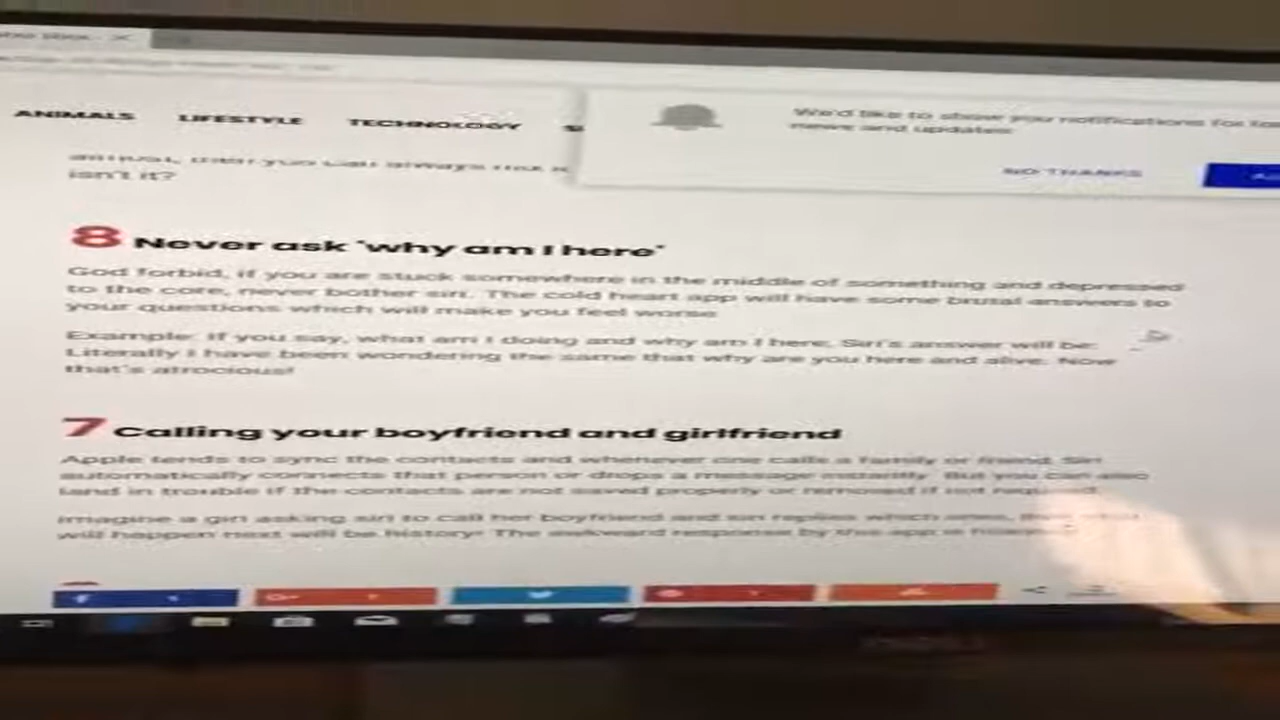 ANIMALS LIFESTYLE TECHNOLOGY
We'd like to show you notifications for
news and updates
you can always
isn't it?
NO THANKS
8 Never ask 'why am I here'
God forbid, if you are stuck somewhere in the middle of something and depressed
to the core, never bother siri. The cold heart app will have some brutal answers to
your questions which will make you feel worse
Example: If you say, what am I doing and why am I here, Siri's answer will be:
Literally I have been wondering the same that why are you here and alive. Now
that's atrocious!
7 Calling your boyfriend and girlfriend
Apple tends to sync the contacts and whenever one calls a family or friend, Siri
automatically connects that person or drops a message instantly. But you can also
land in trouble if the contacts are not saved properly or removed if not required.
Imagine a girl asking siri to call her boyfriend and siri replies which ones,
will happen next will be history! The awkward response by this app is